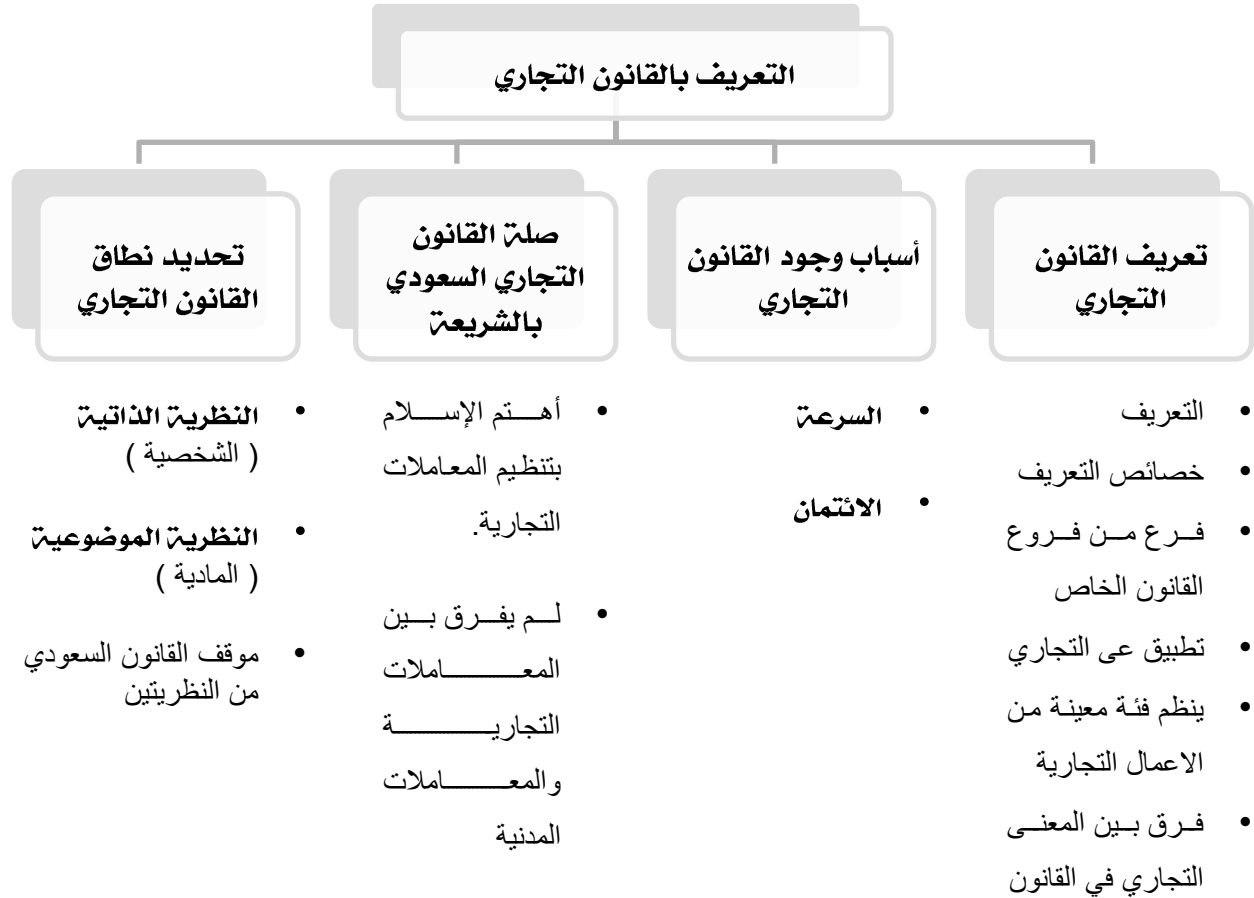 التعريف بالقانون التجاري
تعريف القانون
التجاري
أسباب وجود القانون
التجاري
صلة القانون
التجاري السعودي
بالشريعة
تحديد نطاق
القانون التجاري
• التعريف
• خصائص التعريف
• فرع من فروع
القانون الخاص
• تطبيق عى التجاري
• ينظم فئة معينة من
الاعمال التجارية
• فرق بين المعنى
التجاري في القانون
• السرعة
• الائتمان
• أهتم الإسلام
بتنظيم المعاملات
التجارية.
• لم يفرق بين
المعاملات
التجارية
والمعاملات
المدنية
• النظرية الذاتية
( الشخصية )
• النظرية الموضوعية
( المادية )
• موقف القانون السعودي
من النظريتين